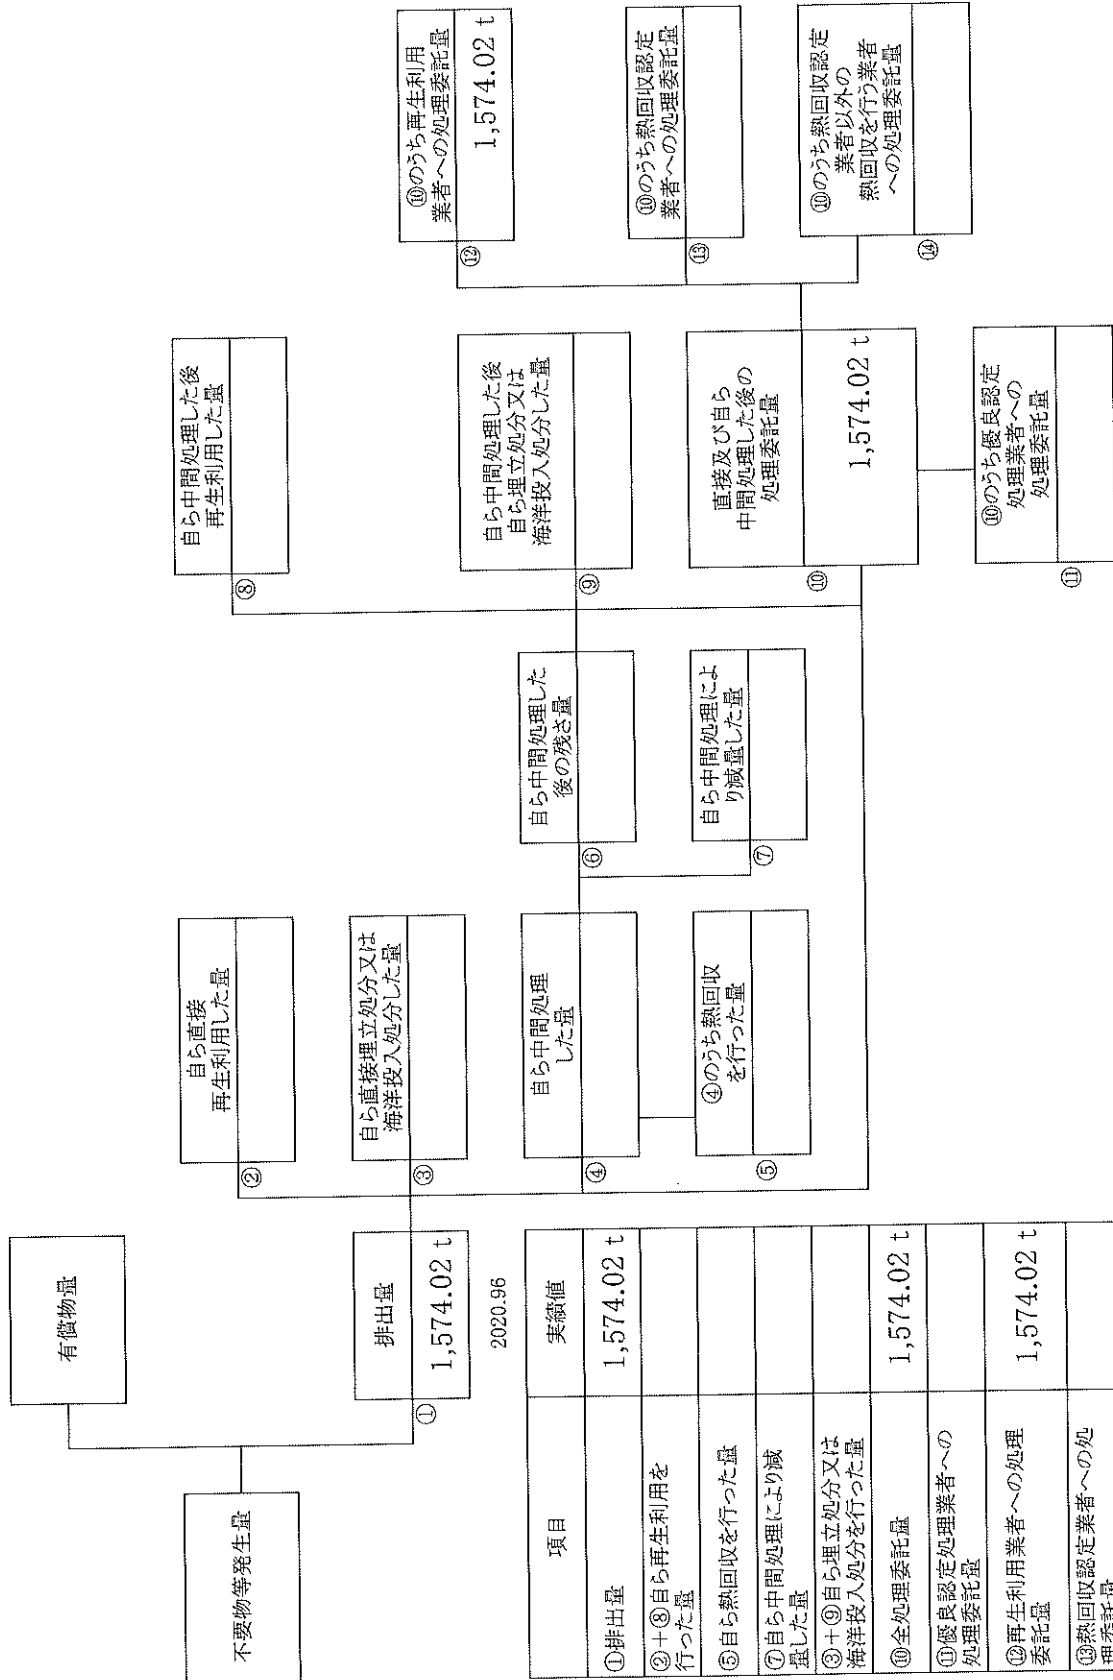 不要物等発生量
有償物量
①
排出量
1,574.02 t
2020.96
②
自ら直接
再生利用した量
③
自ら直接埋立処分又は
海洋投入処分した量
④
自ら中間処理
した量
⑤
④のうち熱回収
を行った量
⑥
自ら中間処理した
後の残さ量
⑦
自ら中間処理によ
り減量した量
⑧
自ら中間処理した後
再生利用した量
⑨
自ら中間処理した後
自ら埋立処分又は
海洋投入処分した量
⑩
直接及び自ら
中間処理した後の
処理委託量
1,574.02 t
⑪
⑩のうち優良認定
処理業者への
処理委託量
⑫
⑩のうち再生利用
業者への処理委託量
1,574.02 t
⑬
⑩のうち熱回収認定
業者への処理委託量
⑭
⑩のうち熱回収認定
業者以外の
熱回収を行う業者
への処理委託量
項目
実績値
①排出量
1,574.02 t
②+⑧自ら再生利用を
行った量
⑤自ら熱回収を行った量
⑦自ら中間処理により減
量した量
③+⑨自ら埋立処分又は
海洋投入処分を行った量
⑩全処理委託量
1,574.02 t
⑪優良認定処理業者への
処理委託量
⑫再生利用業者への処理
委託量
1,574.02 t
⑬熱回収認定業者への処
理委託量